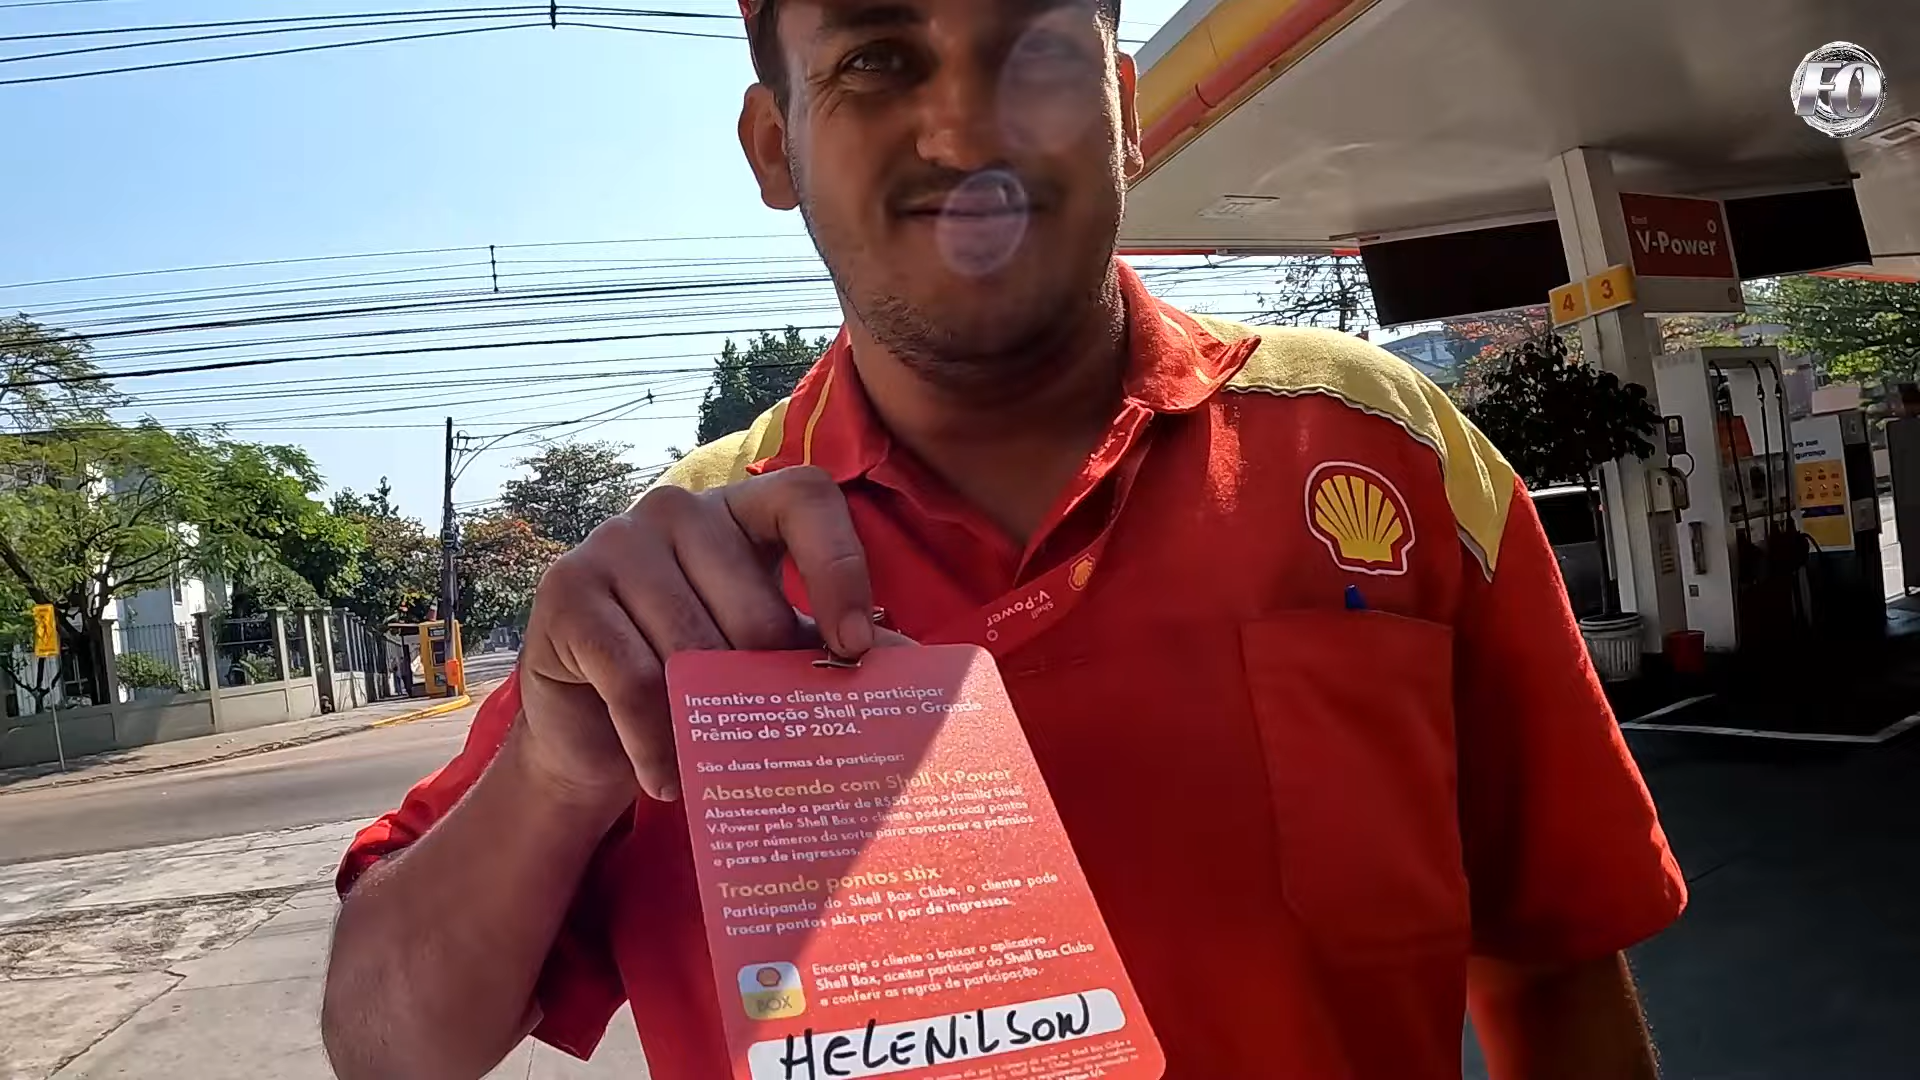 FO
Shell
V-Power
4 3
Shell
V-Power
Incentive o cliente a participar
da promoção Shell para o Grande
Prêmio de SP 2024.
São duas formas de participar:
Abastecendo com Shell V-Power
Abastecendo a partir de R$50 com a família Shell
V-Power pelo Shell Box o cliente pode trocar pontos
stix por números da sorte para concorrer a prêmios
e pares de ingressos.
Trocando pontos stix
Participando do Shell Box Clube, o cliente pode
trocar pontos stix por 1 par de ingressos.
Encoraje o cliente a baixar o aplicativo
Shell Box, aceitar participar do Shell Box Clube
e conferir as regras de participação.
BOX
HELENILSON